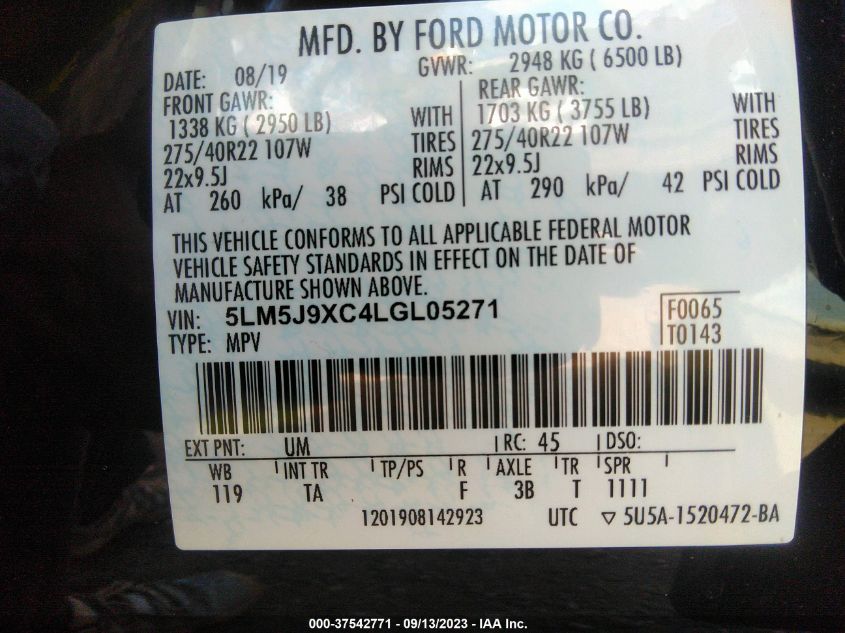 MFD. BY FORD MOTOR CO.
DATE: 08/19 GVWR: 2948 KG ( 6500 LB)
FRONT GAWR: REAR GAWR:
1338 KG ( 2950 LB) WITH 1703 KG ( 3755 LB) WITH
275/40R22 107W TIRES 275/40R22 107W TIRES
22x9.5J RIMS 22x9.5J RIMS
AT 260 kPa/ 38 PSI COLD AT 290 kPa/ 42 PSI COLD
THIS VEHICLE CONFORMS TO ALL APPLICABLE FEDERAL MOTOR
VEHICLE SAFETY STANDARDS IN EFFECT ON THE DATE OF
MANUFACTURE SHOWN ABOVE.
VIN: 5LM5J9XC4LGL05271 F0065
TYPE: MPV T0143
EXT PNT: UM RC: 45 DSO:
WB INT TR TP/PS R AXLE TR SPR
119 TA F 3B T 1111
1201908142923 UTC ▽ 5U5A-1520472-BA
000-37542771 - 09/13/2023 - IAA Inc.